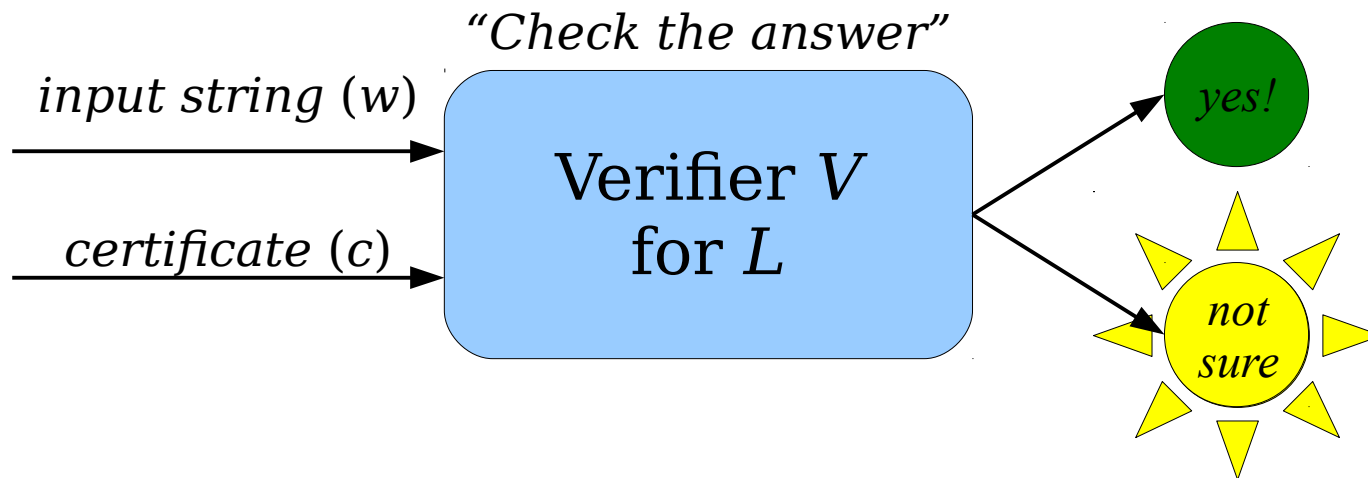 “Check the answer”
input string (w)
certificate (c)
Verifier V
for L
yes!
not
sure